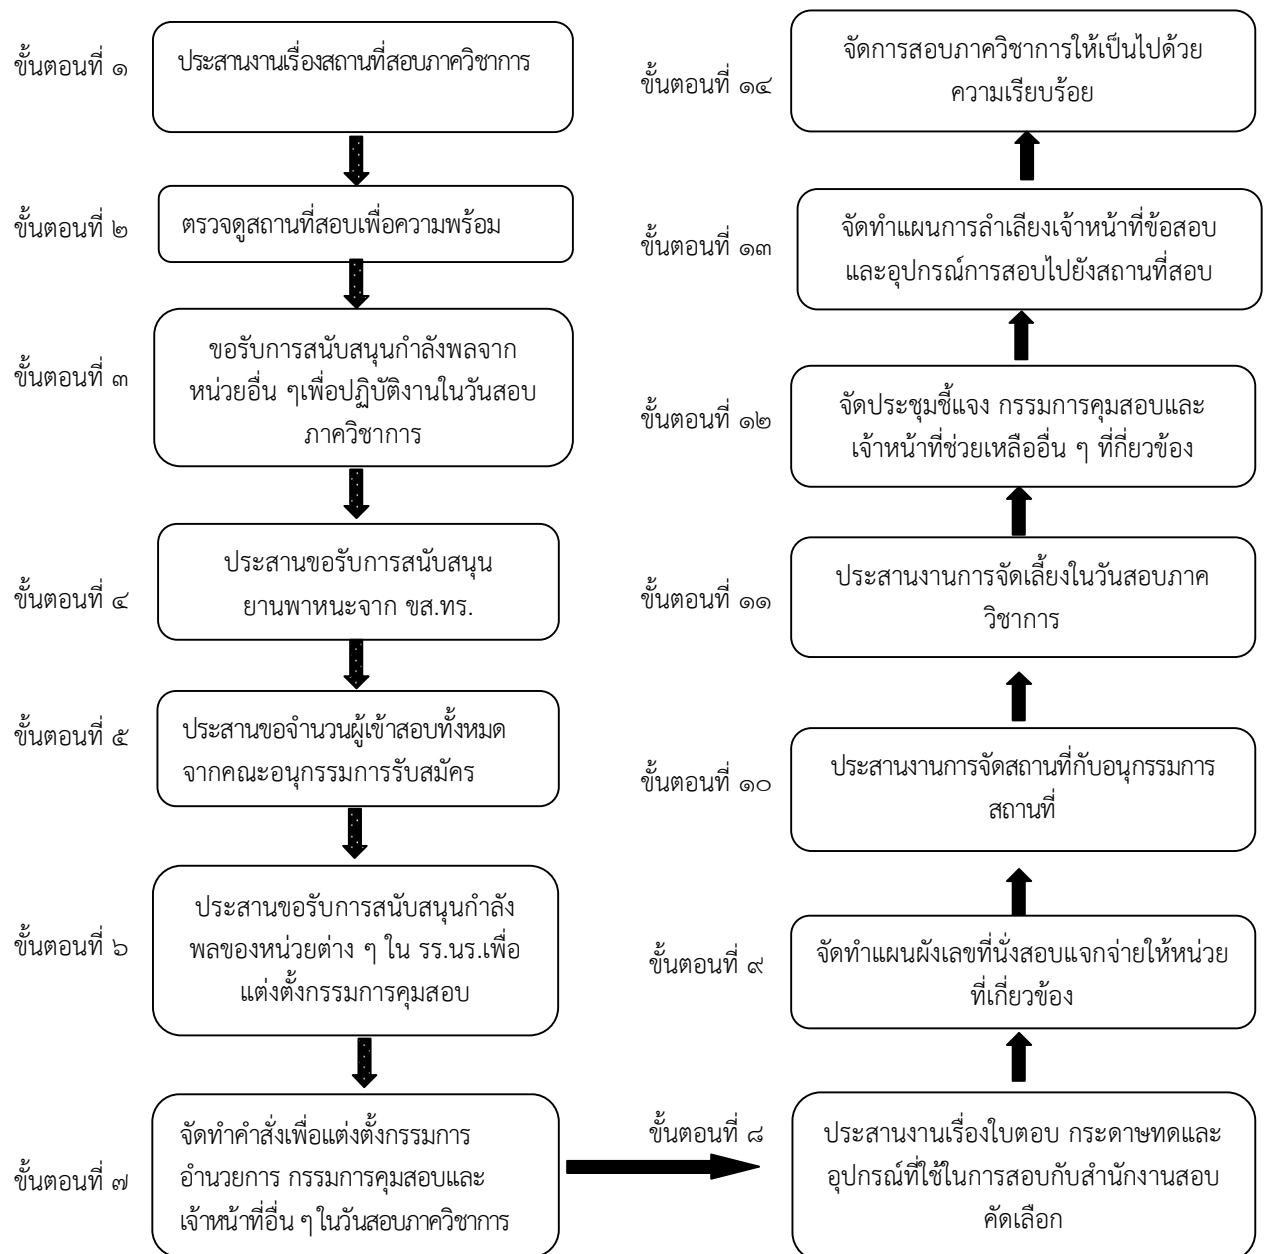 ขั้นตอนที่ ๑
ประสานงานเรื่องสถานที่สอบภาควิชาการ
ขั้นตอนที่ ๒
ตรวจดูสถานที่สอบเพื่อความพร้อม
ขั้นตอนที่ ๓
ขอรับการสนับสนุนกำลังพลจาก
หน่วยอื่น ๆเพื่อปฏิบัติงานในวันสอบ
ภาควิชาการ
ขั้นตอนที่ ๔
ประสานขอรับการสนับสนุน
ยานพาหนะจาก ขส.ทร.
ขั้นตอนที่ ๕
ประสานขอจำนวนผู้เข้าสอบทั้งหมด
จากคณะอนุกรรมการรับสมัคร
ขั้นตอนที่ ๖
ประสานขอรับการสนับสนุนกำลัง
พลของหน่วยต่าง ๆ ใน รร.นร.เพื่อ
แต่งตั้งกรรมการคุมสอบ
ขั้นตอนที่ ๗
จัดทำคำสั่งเพื่อแต่งตั้งกรรมการ
อำนวยการ กรรมการคุมสอบและ
เจ้าหน้าที่อื่น ๆ ในวันสอบภาควิชาการ
ขั้นตอนที่ ๘
ประสานงานเรื่องใบตอบ กระดาษทดและ
อุปกรณ์ที่ใช้ในการสอบกับสำนักงานสอบ
คัดเลือก
ขั้นตอนที่ ๙
จัดทำแผนผังเลขที่นั่งสอบแจกจ่ายให้หน่วย
ที่เกี่ยวข้อง
ขั้นตอนที่ ๑๐
ประสานงานการจัดสถานที่กับอนุกรรมการ
สถานที่
ขั้นตอนที่ ๑๑
ประสานงานการจัดเลี้ยงในวันสอบภาค
วิชาการ
ขั้นตอนที่ ๑๒
จัดประชุมชี้แจง กรรมการคุมสอบและ
เจ้าหน้าที่ช่วยเหลืออื่น ๆ ที่กี่ยวข้อง
ขั้นตอนที่ ๑๓
จัดทำแผนการลำเลียงเจ้าหน้าที่ข้อสอบ
และอุปกรณ์การสอบไปยังสถานที่สอบ
ขั้นตอนที่ ๑๔
จัดการสอบภาควิชาการให้เป็นไปด้วย
ความเรียบร้อย